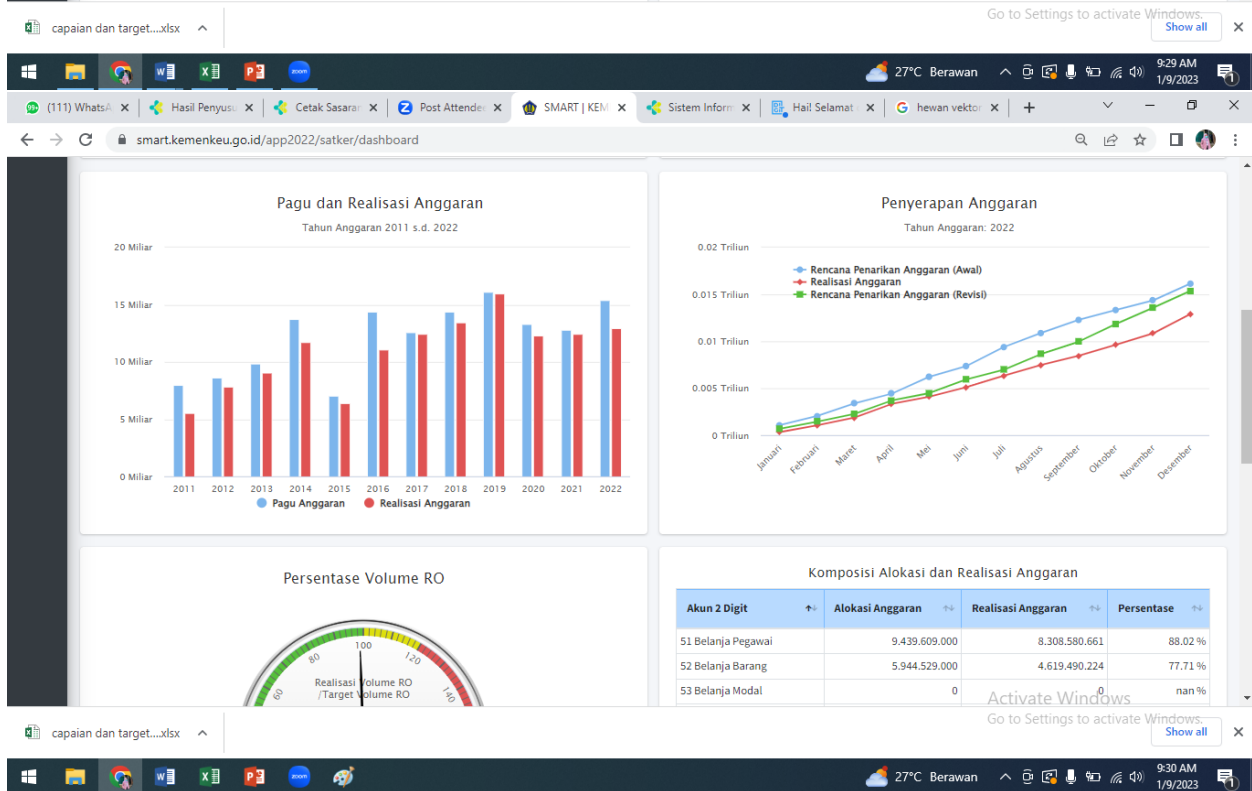 Go to Settings to activate Windows.
capaian dan target....xlsx
Show all
27°C Berawan
9:29 AM
1/9/2023
(111) WhatsA
Hasil Penyusu
Cetak Sasaran
Post Attendee
SMART | KEM
Sistem Inform
Hai! Selamat
hewan vektor
smart.kemenkeu.go.id/app2022/satker/dashboard
Pagu dan Realisasi Anggaran
Tahun Anggaran 2011 s.d. 2022
20 Miliar
15 Miliar
10 Miliar
5 Miliar
0 Miliar
2011 2012 2013 2014 2015 2016 2017 2018 2019 2020 2021 2022
Pagu Anggaran Realisasi Anggaran
Penyerapan Anggaran
Tahun Anggaran: 2022
0.02 Triliun
0.015 Triliun
0.01 Triliun
0.005 Triliun
0 Triliun
Rencana Penarikan Anggaran (Awal)
Realisasi Anggaran
Rencana Penarikan Anggaran (Revisi)
Januari Februari Maret April Mei Juni Juli Agustus September Oktober November Desember
Persentase Volume RO
60 80 100 120 140
Realisasi Volume RO
/Target Volume RO
Komposisi Alokasi dan Realisasi Anggaran
Akun 2 Digit Alokasi Anggaran Realisasi Anggaran Persentase
51 Belanja Pegawai 9.439.609.000 8.308.580.661 88.02 %
52 Belanja Barang 5.944.529.000 4.619.490.224 77.71 %
53 Belanja Modal 0 0 nan %
Activate Windows
Go to Settings to activate Windows.
capaian dan target....xlsx
Show all
27°C Berawan
9:30 AM
1/9/2023